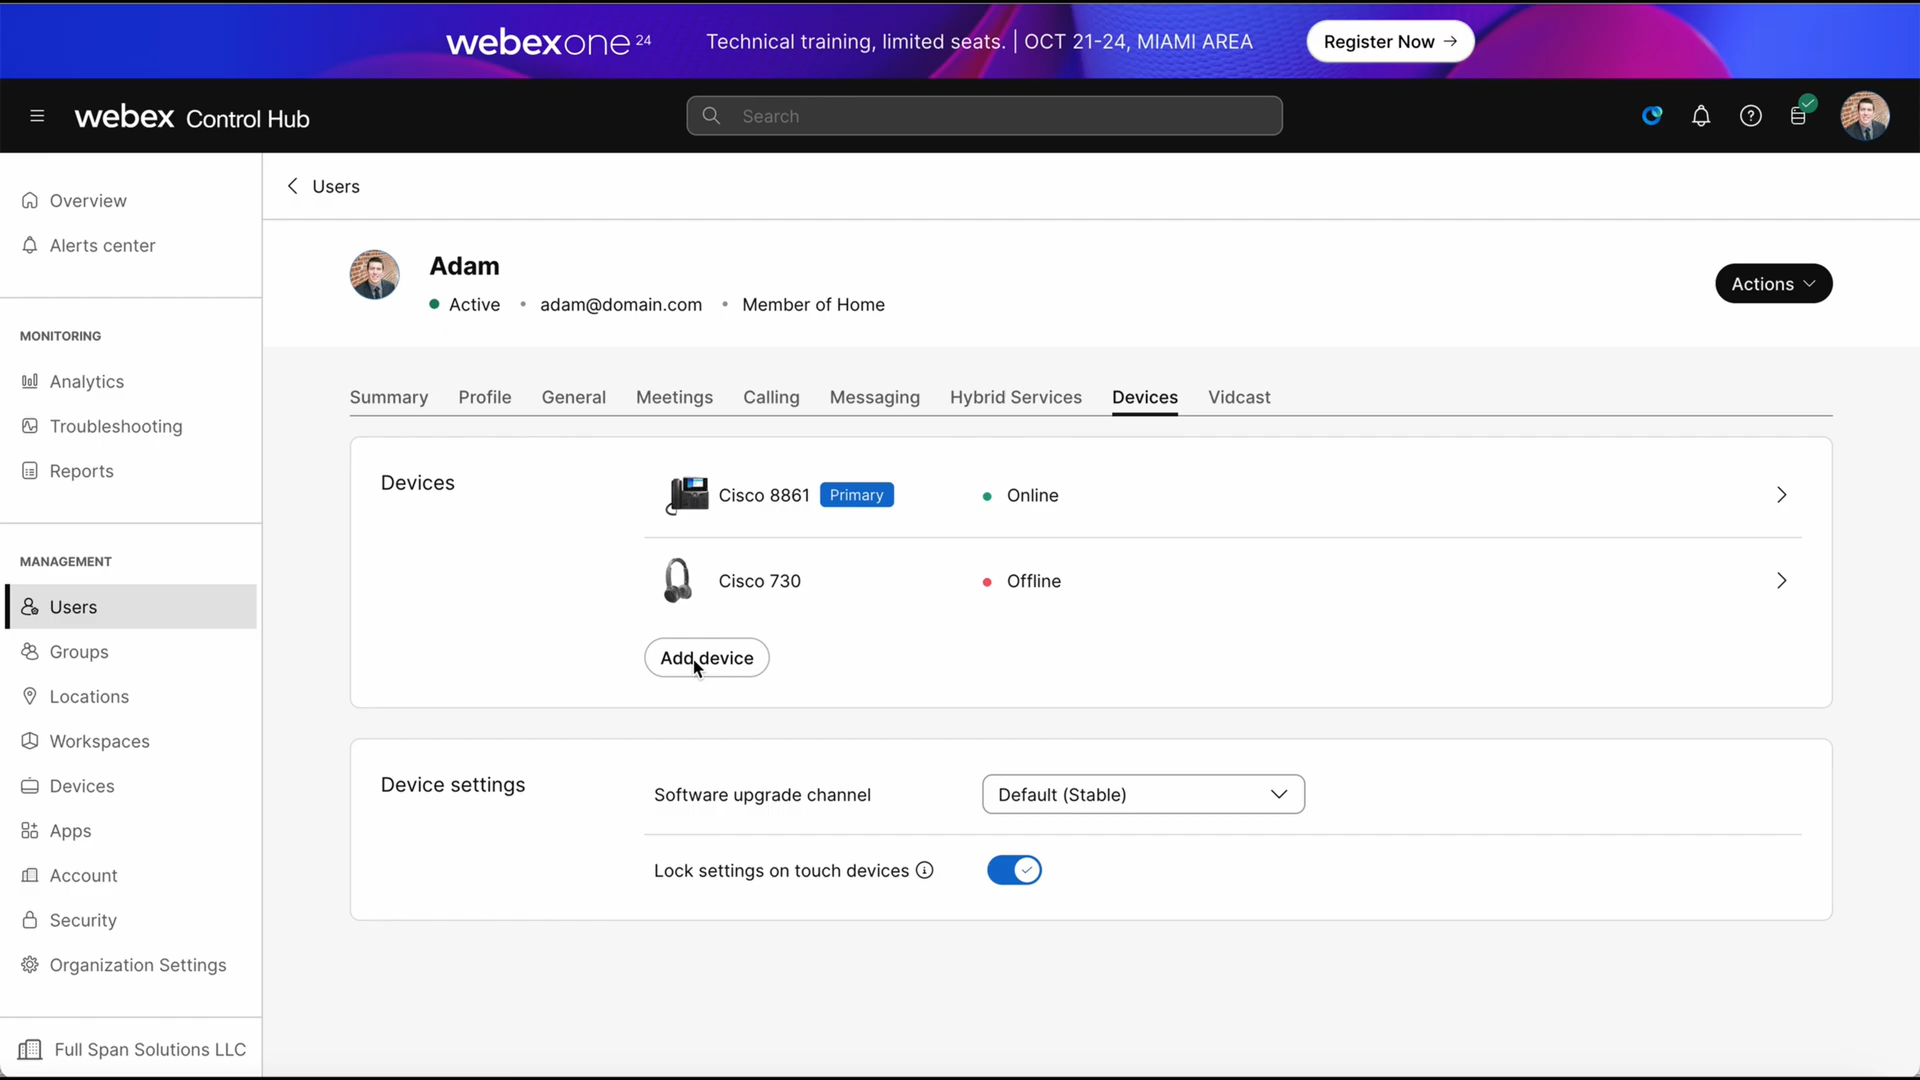 webexone 24 Technical training, limited seats. | OCT 21-24, MIAMI AREA Register Now →
webex Control Hub
Search
Overview
Alerts center
MONITORING
Analytics
Troubleshooting
Reports
MANAGEMENT
Users
Groups
Locations
Workspaces
Devices
Apps
Account
Security
Organization Settings
Full Span Solutions LLC
Users
Adam
Active • adam@domain.com • Member of Home
Actions
Summary Profile General Meetings Calling Messaging Hybrid Services Devices Vidcast
Devices
Cisco 8861 Primary Online
Cisco 730 Offline
Add device
Device settings
Software upgrade channel Default (Stable)
Lock settings on touch devices